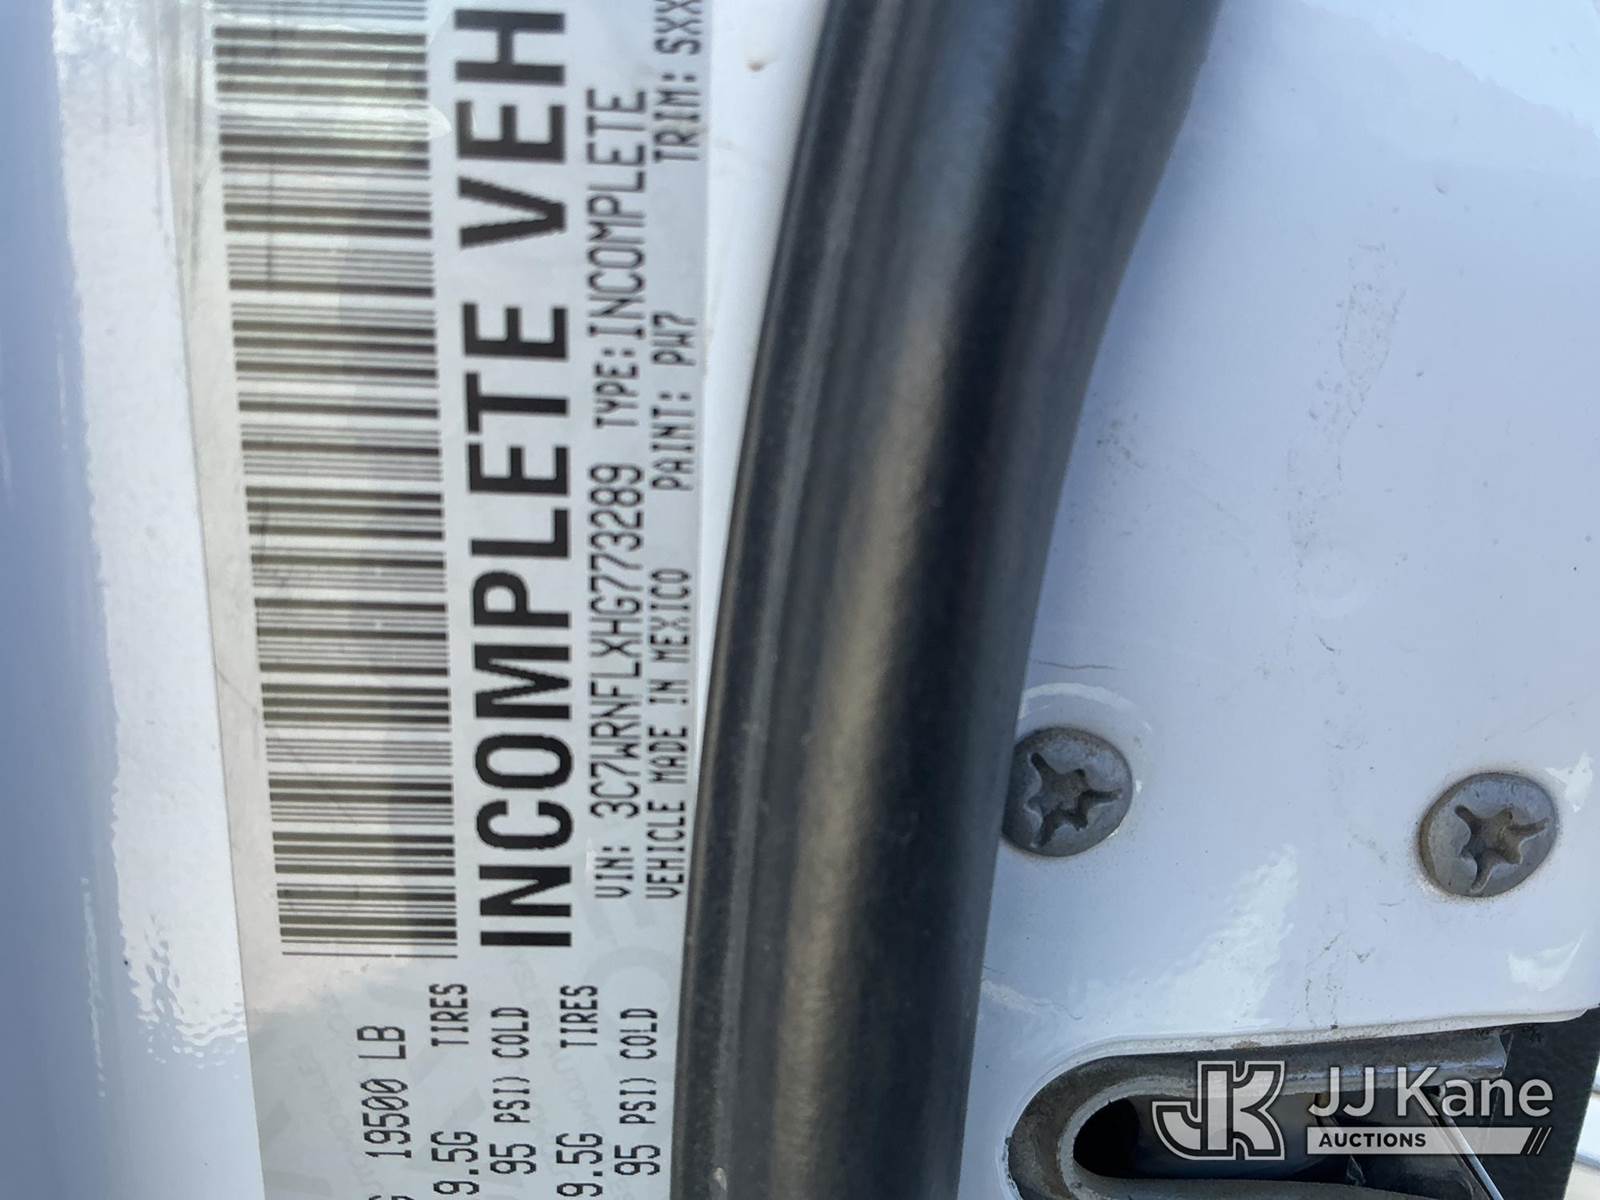 19500 LB
9.5G TIRES
95 PSI) COLD
9.5G TIRES
95 PSI) COLD
INCOMPLETE VEH
VIN: 3C7WRNFLXHG773289 TYPE:INCOMPLETE
VEHICLE MADE IN MEXICO PAINT: PW7 TRIM: SXX
JJ Kane
AUCTIONS